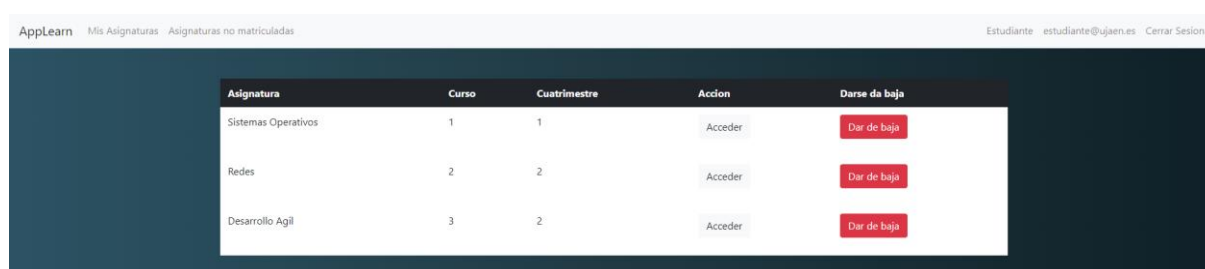 AppLearn Mis Asignaturas Asignaturas no matriculadas Estudiante estudiante@ujaen.es Cerrar Sesion
Asignatura Curso Cuatrimestre Accion Darse da baja
Sistemas Operativos 1 1 Acceder Dar de baja
Redes 2 2 Acceder Dar de baja
Desarrollo Agil 3 2 Acceder Dar de baja